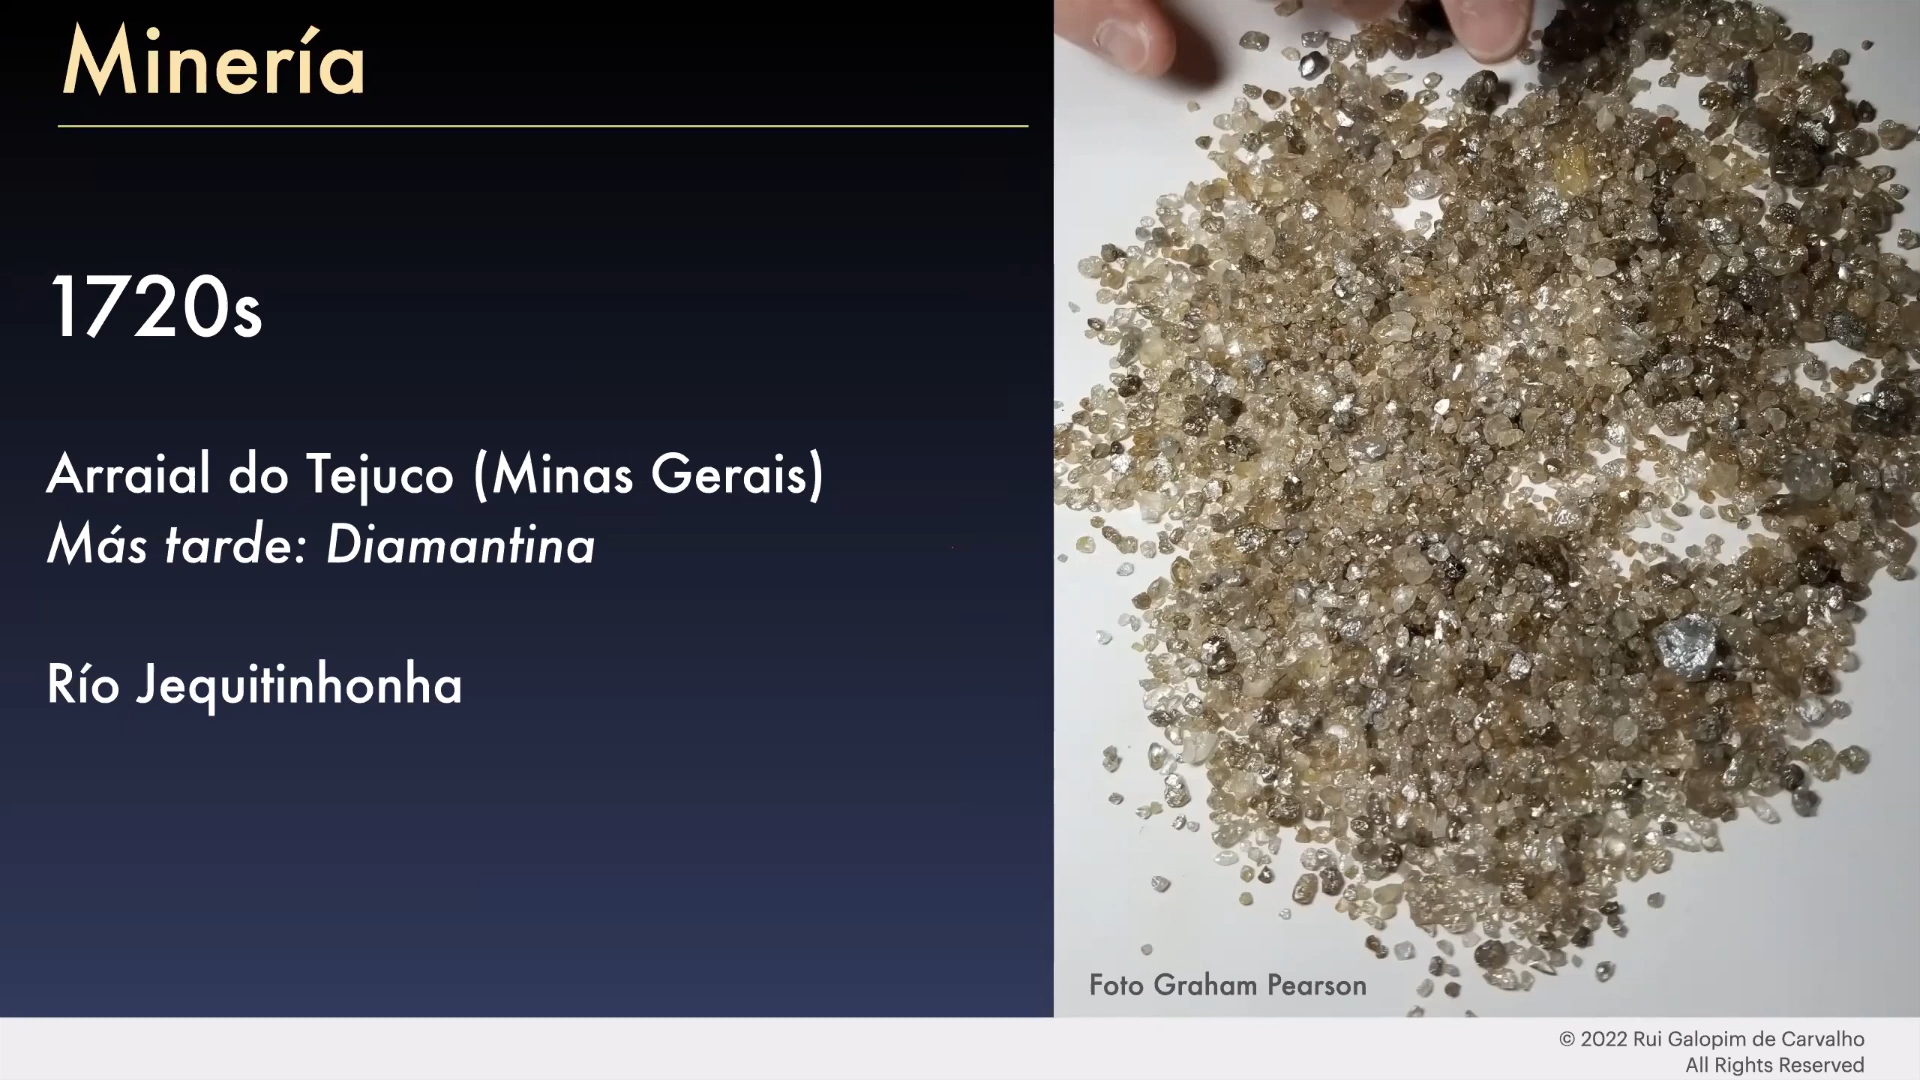 Minería
1720s
Arraial do Tejuco (Minas Gerais)
Más tarde: Diamantina
Río Jequitinhonha
Foto Graham Pearson
© 2022 Rui Galopim de Carvalho
All Rights Reserved